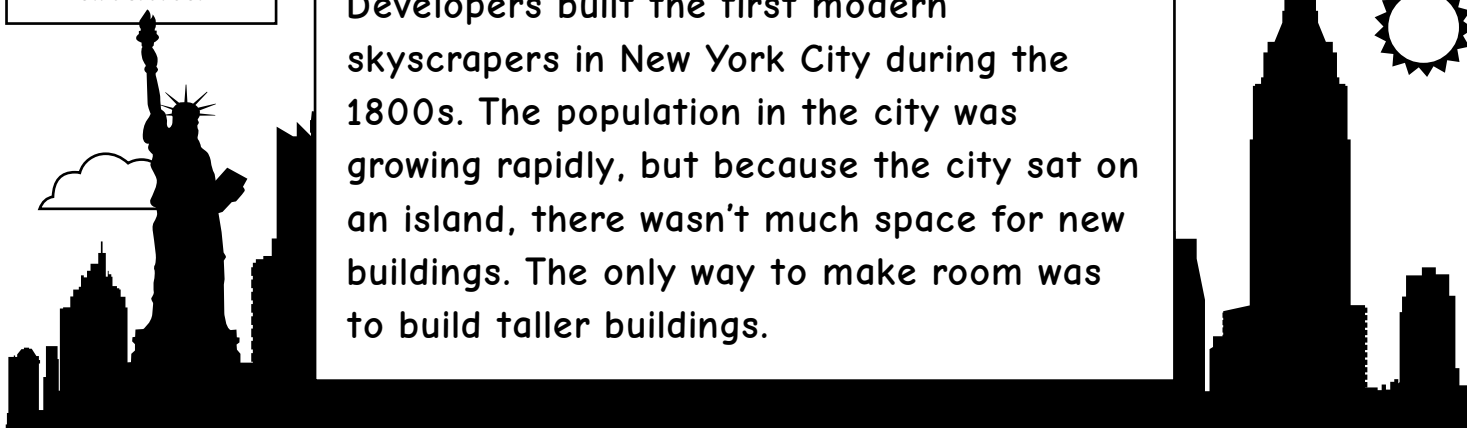 Developers built the first modern
skyscrapers in New York City during the
1800s. The population in the city was
growing rapidly, but because the city sat on
an island, there wasn't much space for new
buildings. The only way to make room was
to build taller buildings.